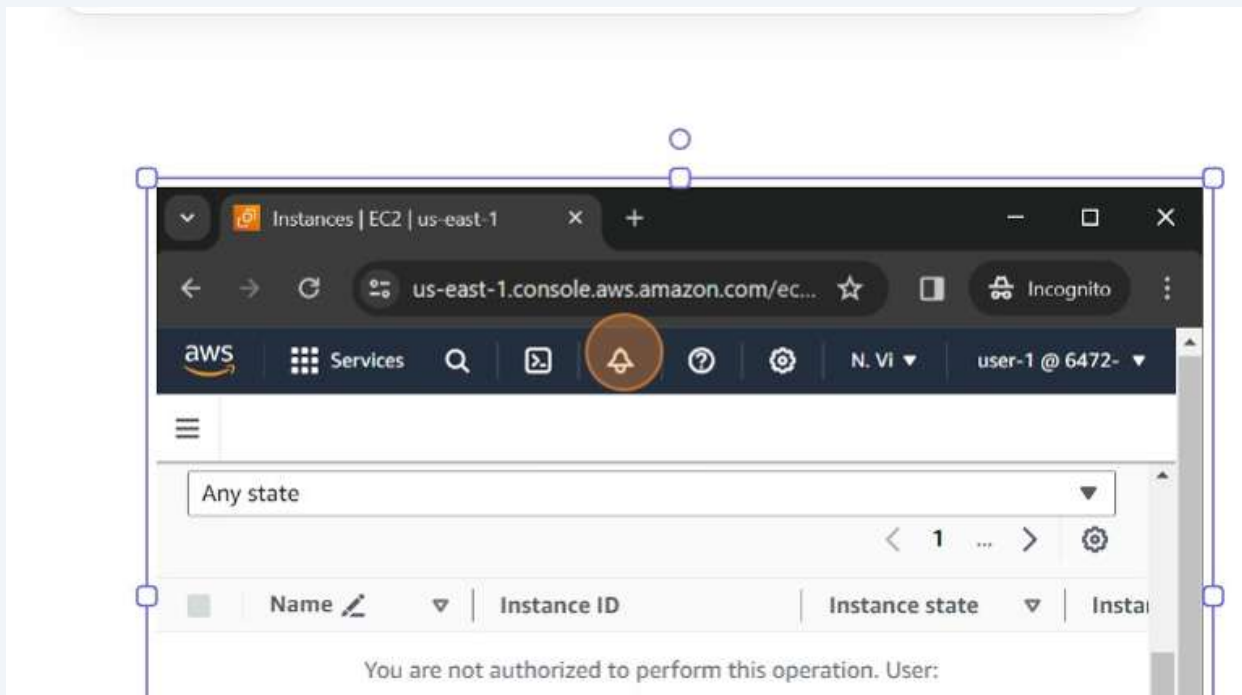 Instances | EC2 | us-east-1
us-east-1.console.aws.amazon.com/ec... Incognito
aws Services N. Vi user-1 @ 6472-
Any state
1 ...
Name Instance ID Instance state Instar
You are not authorized to perform this operation. User: